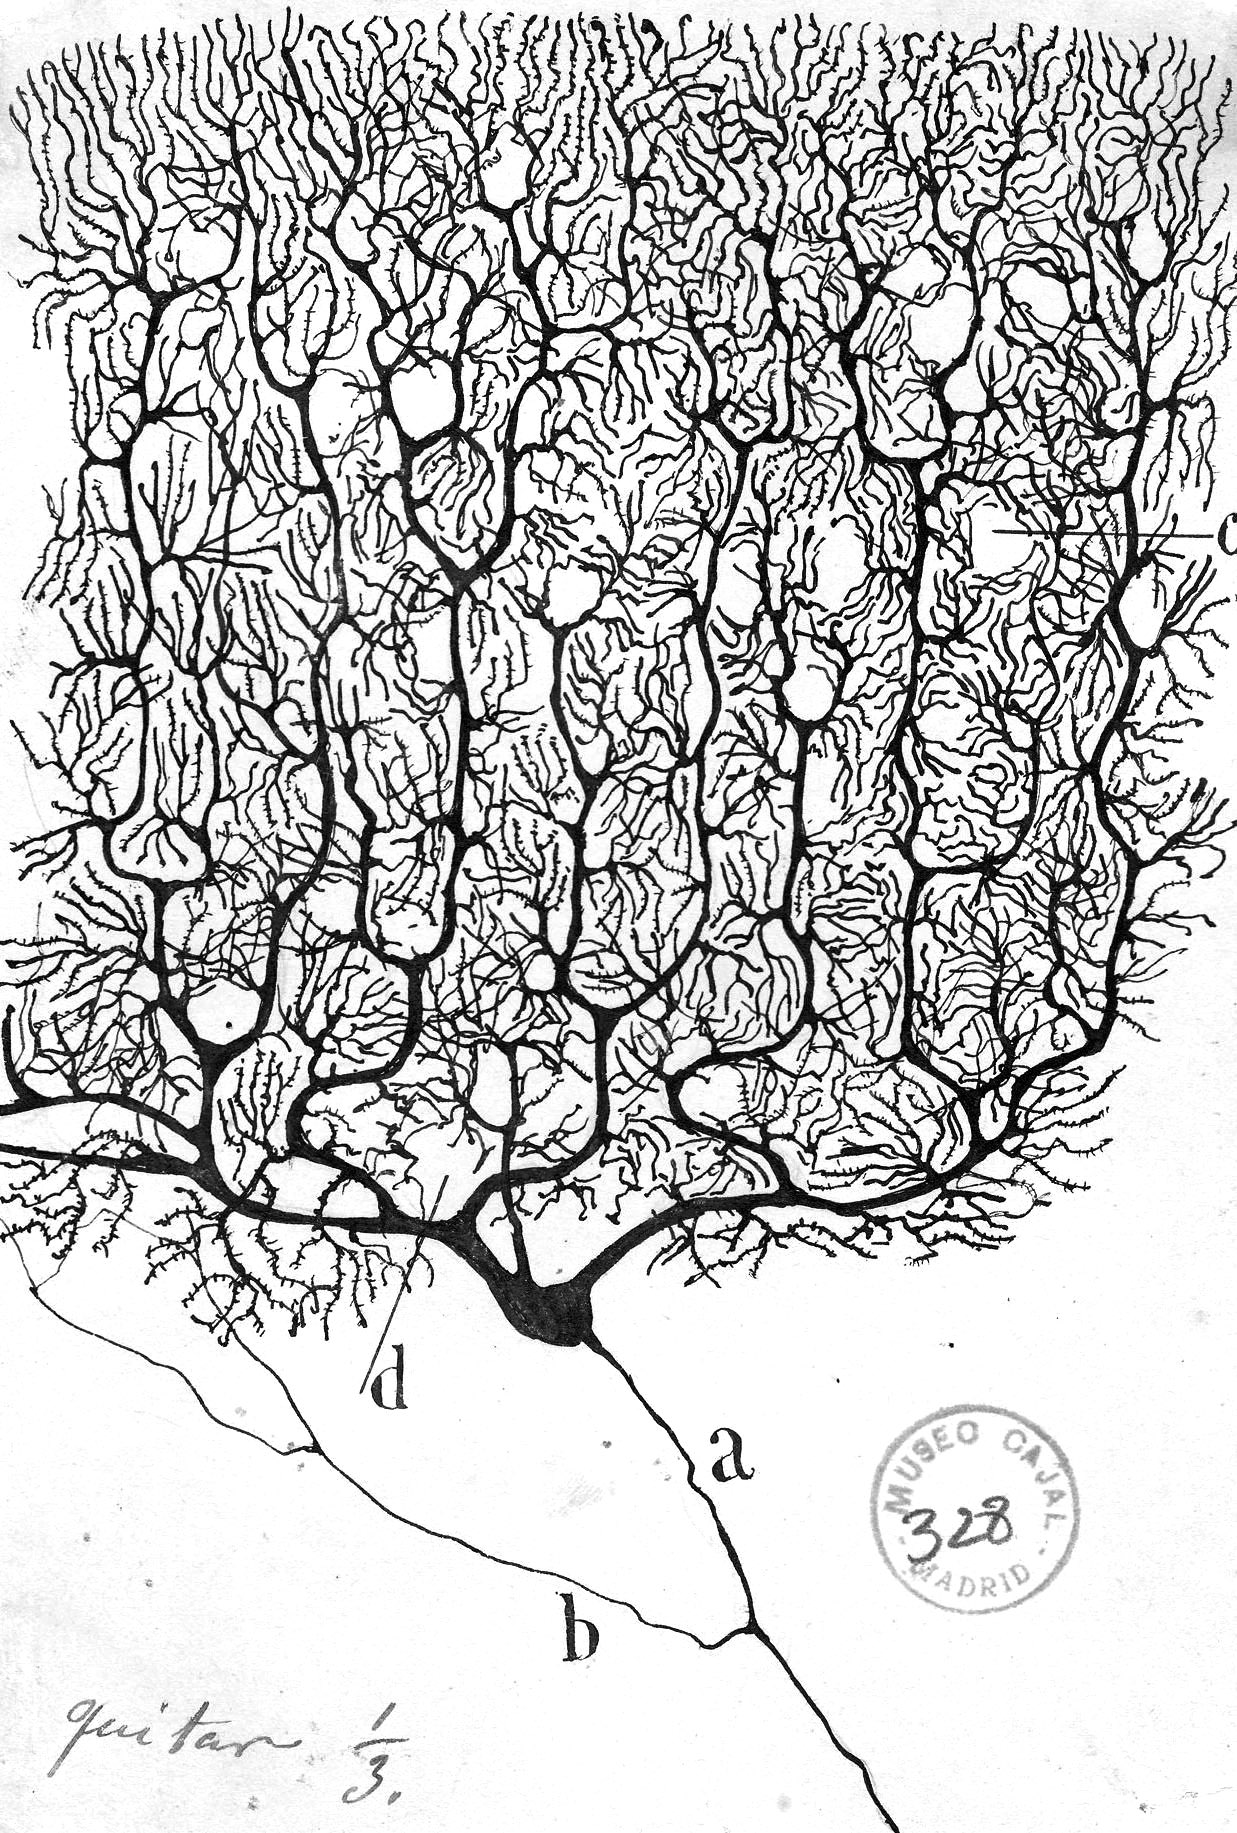 c
d
a
MUSEO CAJAL
328
MADRID
b
quitar 1/3.